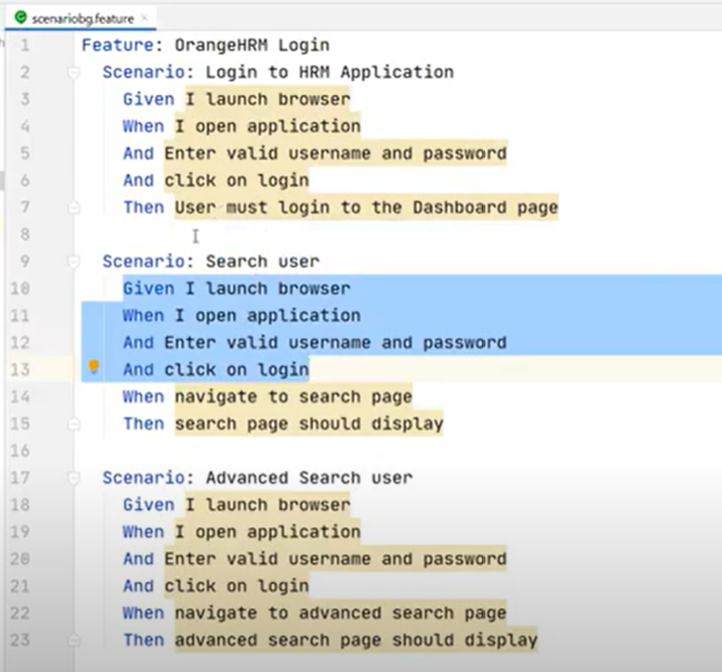 scenariobg.feature ×
1 Feature: OrangeHRM Login
2 Scenario: Login to HRM Application
3 Given I launch browser
4 When I open application
5 And Enter valid username and password
6 And click on login
7 Then User must login to the Dashboard page
8
9 Scenario: Search user
10 Given I launch browser
11 When I open application
12 And Enter valid username and password
13 And click on login
14 When navigate to search page
15 Then search page should display
16
17 Scenario: Advanced Search user
18 Given I launch browser
19 When I open application
20 And Enter valid username and password
21 And click on login
22 When navigate to advanced search page
23 Then advanced search page should display